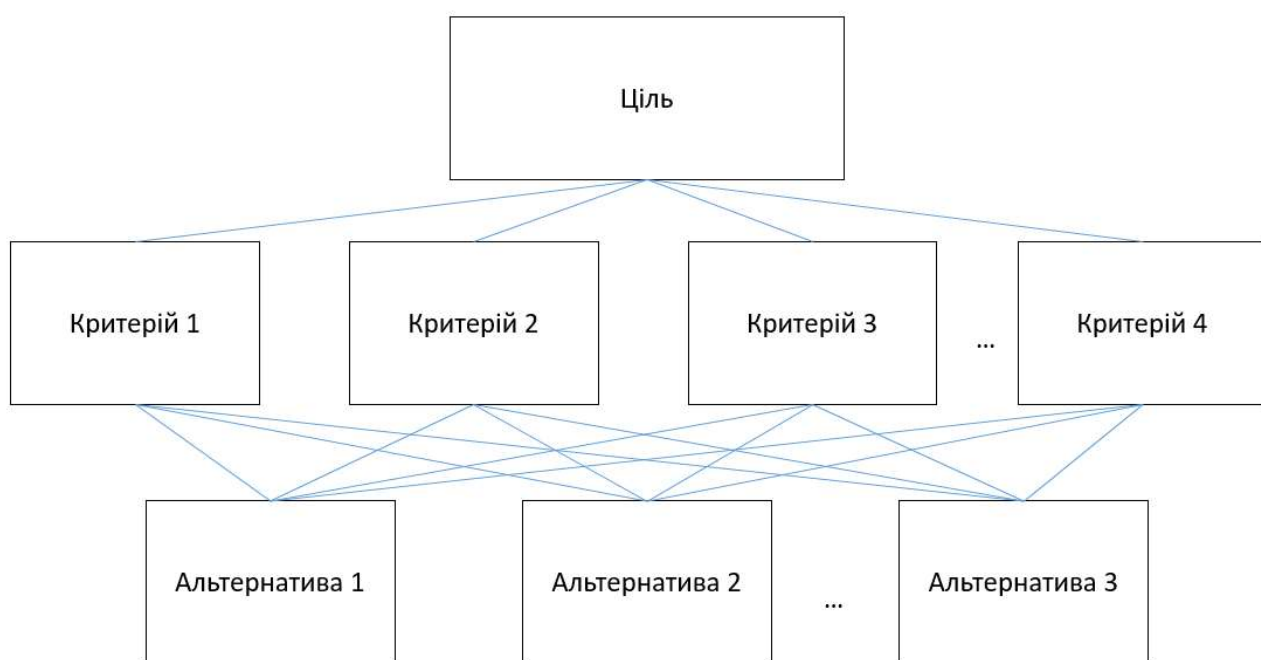 Ціль
Критерій 1
Критерій 2
Критерій 3
...
Критерій 4
Альтернатива 1
Альтернатива 2
...
Альтернатива 3